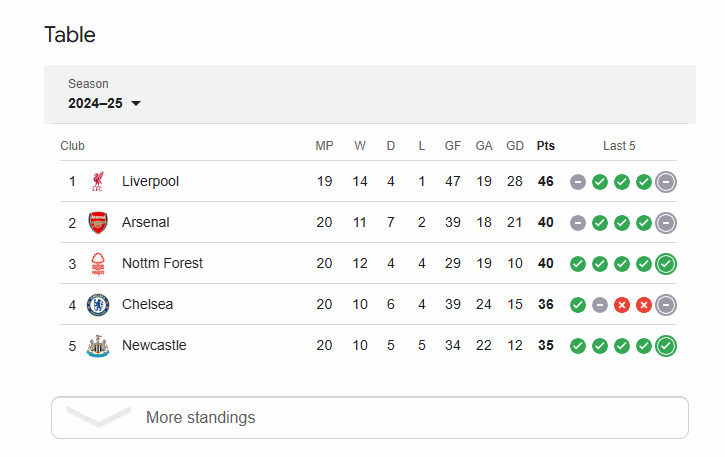 Table
Season
2024–25
Club MP W D L GF GA GD Pts Last 5
1 Liverpool 19 14 4 1 47 19 28 46
2 Arsenal 20 11 7 2 39 18 21 40
3 Nottm Forest 20 12 4 4 29 19 10 40
4 Chelsea 20 10 6 4 39 24 15 36
5 Newcastle 20 10 5 5 34 22 12 35
More standings